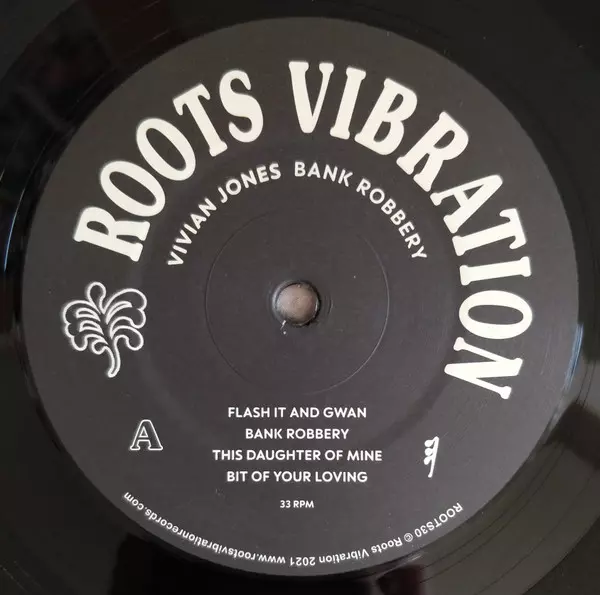 ROOTS VIBRATION
VIVIAN JONES BANK ROBBERY
A
FLASH IT AND GWAN
BANK ROBBERY
THIS DAUGHTER OF MINE
BIT OF YOUR LOVING
33 RPM
ROOTS30 © Roots Vibration 2021 www.rootsvibrationrecords.com